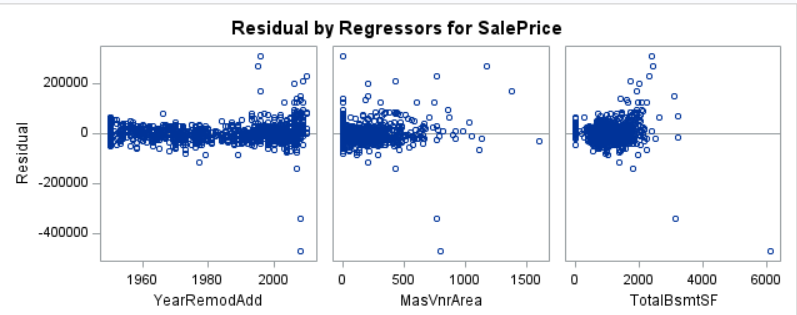 Residual by Regressors for SalePrice
Residual
200000
0
-200000
-400000
1960 1980 2000
YearRemodAdd
0 500 1000 1500
MasVnrArea
0 2000 4000 6000
TotalBsmtSF